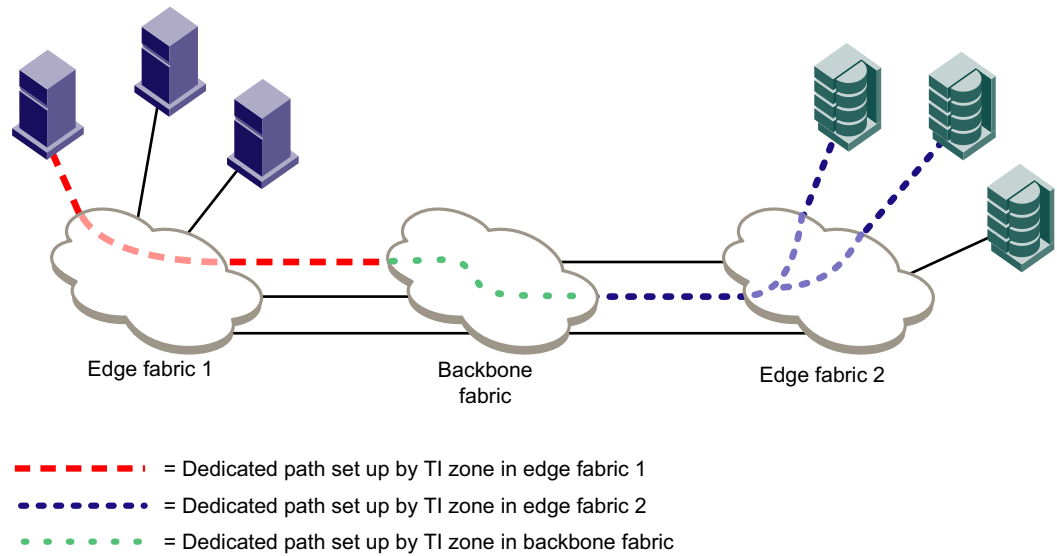 Edge fabric 1
Backbone
fabric
Edge fabric 2
= Dedicated path set up by TI zone in edge fabric 1
= Dedicated path set up by TI zone in edge fabric 2
= Dedicated path set up by TI zone in backbone fabric